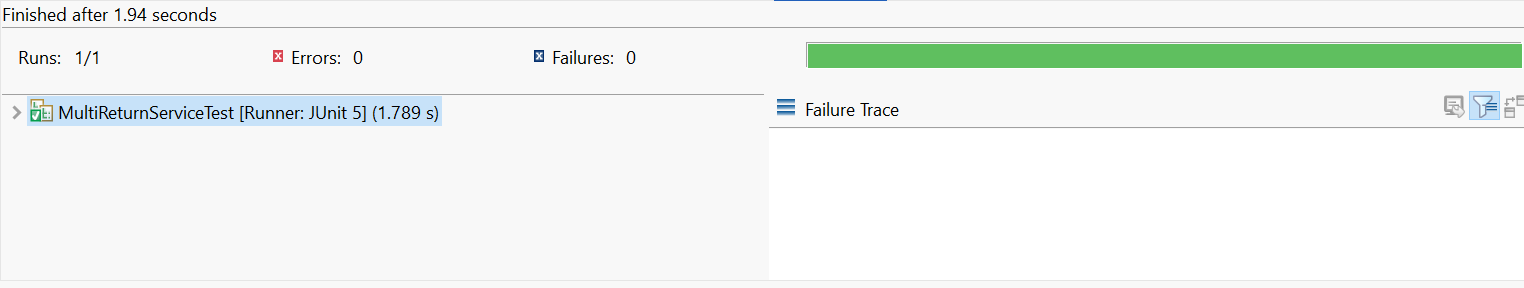 Finished after 1.94 seconds
Runs: 1/1 Errors: 0 Failures: 0
MultiReturnServiceTest [Runner: JUnit 5] (1.789 s)
Failure Trace